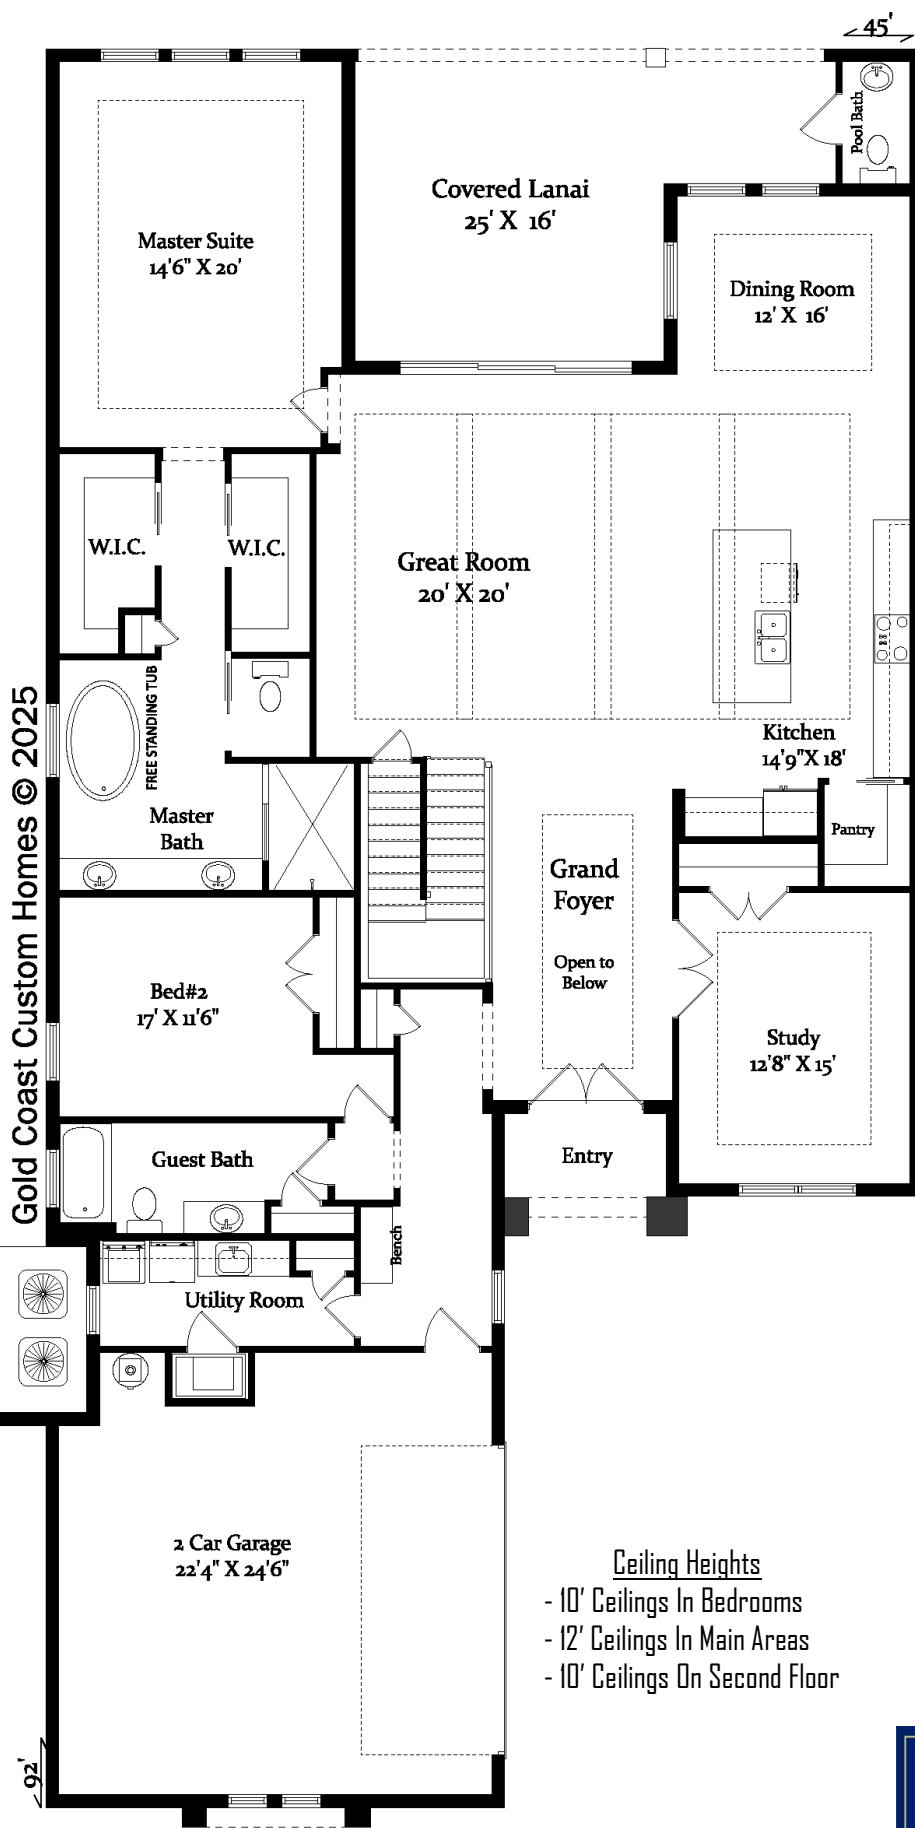 45'
Pool Bath
Covered Lanai
25' X 16'
Master Suite
14'6" X 20'
Dining Room
12' X 16'
W.I.C.
W.I.C.
Great Room
20' X 20'
FREE STANDING TUB
Kitchen
14'9"X 18'
Master
Bath
Pantry
Grand
Foyer
Open to
Below
Bed#2
17' X 11'6"
Study
12'8" X 15'
Guest Bath
Entry
Bench
Utility Room
2 Car Garage
22'4" X 24'6"
Ceiling Heights
- 10' Ceilings In Bedrooms
- 12' Ceilings In Main Areas
- 10' Ceilings On Second Floor
92'
Gold Coast Custom Homes © 2025